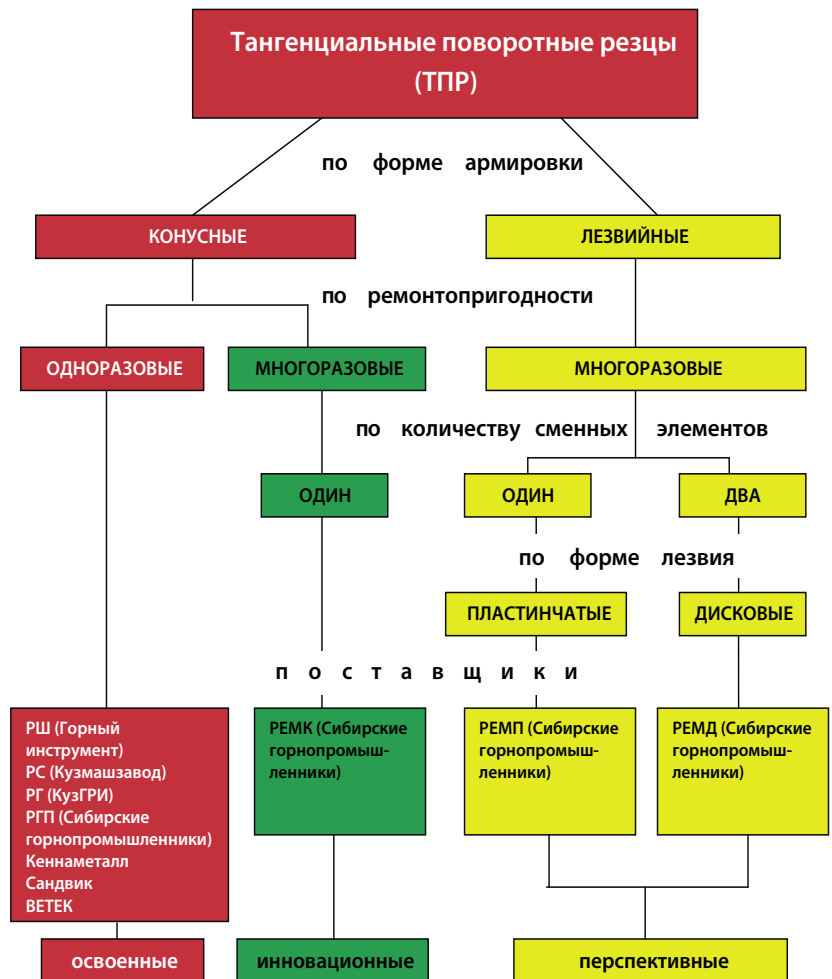 Тангенциальные поворотные резцы
(ТПР)
по форме армировки
КОНУСНЫЕ
ЛЕЗВИЙНЫЕ
по ремонтопригодности
ОДНОРАЗОВЫЕ
МНОГОРАЗОВЫЕ
МНОГОРАЗОВЫЕ
по количеству сменных элементов
ОДИН
ОДИН
ДВА
по форме лезвия
ПЛАСТИНЧАТЫЕ
ДИСКОВЫЕ
п о с т а в щ и к и
РШ (Горный
инструмент)
РС (Кузмашзавод)
РГ (КузГРИ)
РГП (Сибирские
горнопромышленники)
Кеннаметалл
Сандвик
ВЕТЕК
РЕМК (Сибирские
горнопромыш-
ленники)
РЕМП (Сибирские
горнопромыш-
ленники)
РЕМД (Сибирские
горнопромыш-
ленники)
освоенные
инновационные
перспективные